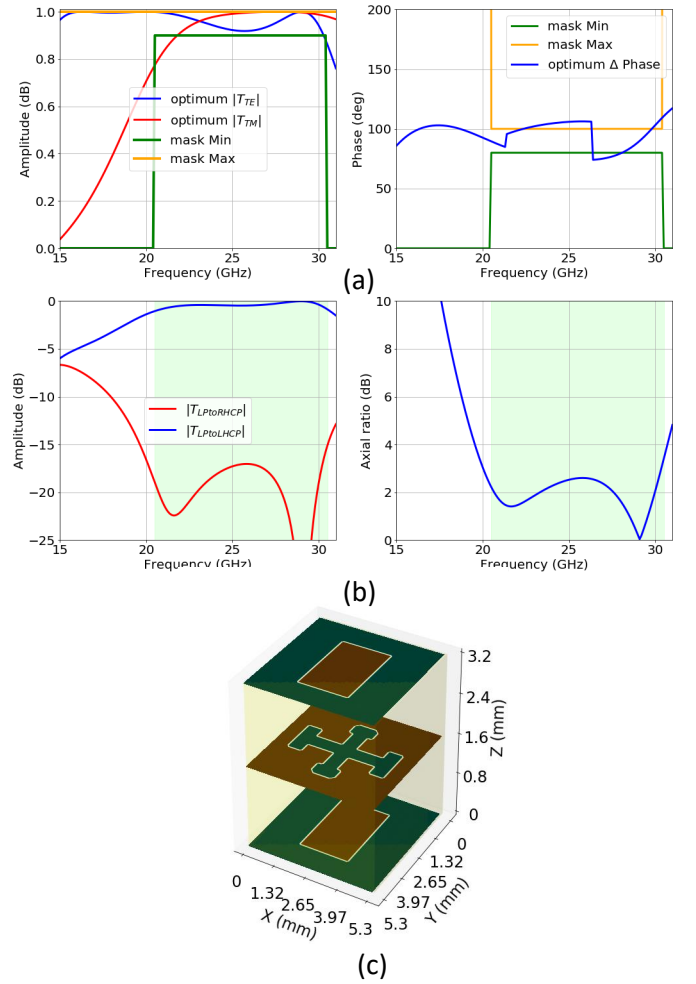 1.0
0.8
0.6
0.4
0.2
0.0
Amplitude (dB)
optimum |T_TE|
optimum |T_TM|
mask Min
mask Max
15
20
25
30
Frequency (GHz)
200
150
100
50
0
Phase (deg)
mask Min
mask Max
optimum Δ Phase
15
20
25
30
Frequency (GHz)
(a)
0
−5
−10
−15
−20
−25
Amplitude (dB)
|T_LPtoRHCP|
|T_LPtoLHCP|
15
20
25
30
Frequency (GHz)
10
8
6
4
2
0
Axial ratio (dB)
15
20
25
30
Frequency (GHz)
(b)
3.2
2.4
1.6
0.8
0
Z (mm)
0
1.32
2.65
3.97
5.3
Y (mm)
0
1.32
2.65
3.97
5.3
X (mm)
(c)